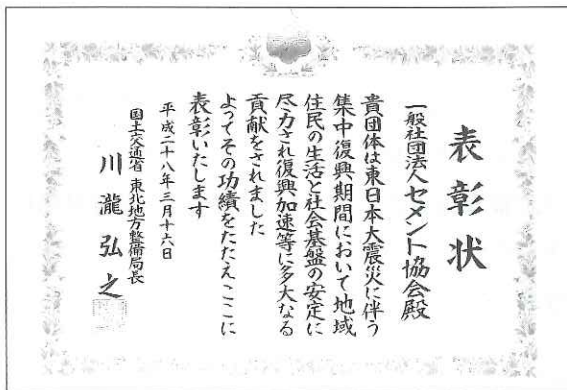 表彰状
一般社団法人セメント協会殿
貴団体は東日本大震災に伴う
集中復興期間において地域
住民の生活と社会基盤の安定に
尽力され復興加速等に多大なる
貢献をされました
よってその功績をたたえここに
表彰いたします
平成二十八年三月十六日
国土交通省 東北地方整備局長
川瀧弘之